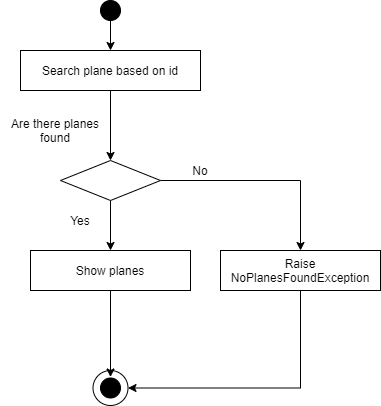 Search plane based on id
Are there planes
found
No
Yes
Show planes
Raise
NoPlanesFoundException